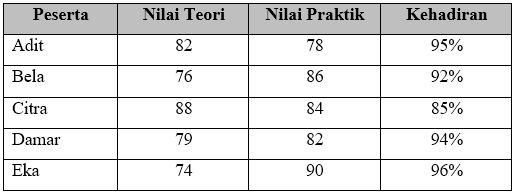 Peserta Nilai Teori Nilai Praktik Kehadiran
Adit 82 78 95%
Bela 76 86 92%
Citra 88 84 85%
Damar 79 82 94%
Eka 74 90 96%